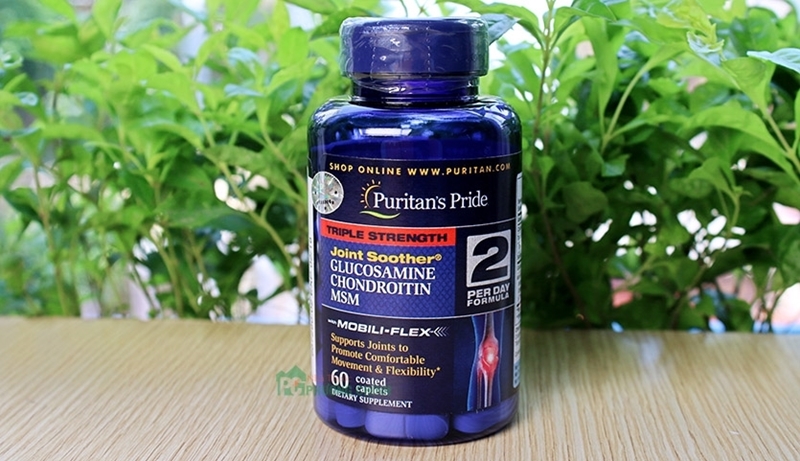 SHOP ONLINE WWW.PURITAN.COM
Puritan's Pride
TRIPLE STRENGTH
Joint Soother®
GLUCOSAMINE
CHONDROITIN
MSM
2
PER DAY
FORMULA
with MOBILI-FLEX
Supports Joints to
Promote Comfortable
Movement & Flexibility*
60 coated
caplets
DIETARY SUPPLEMENT